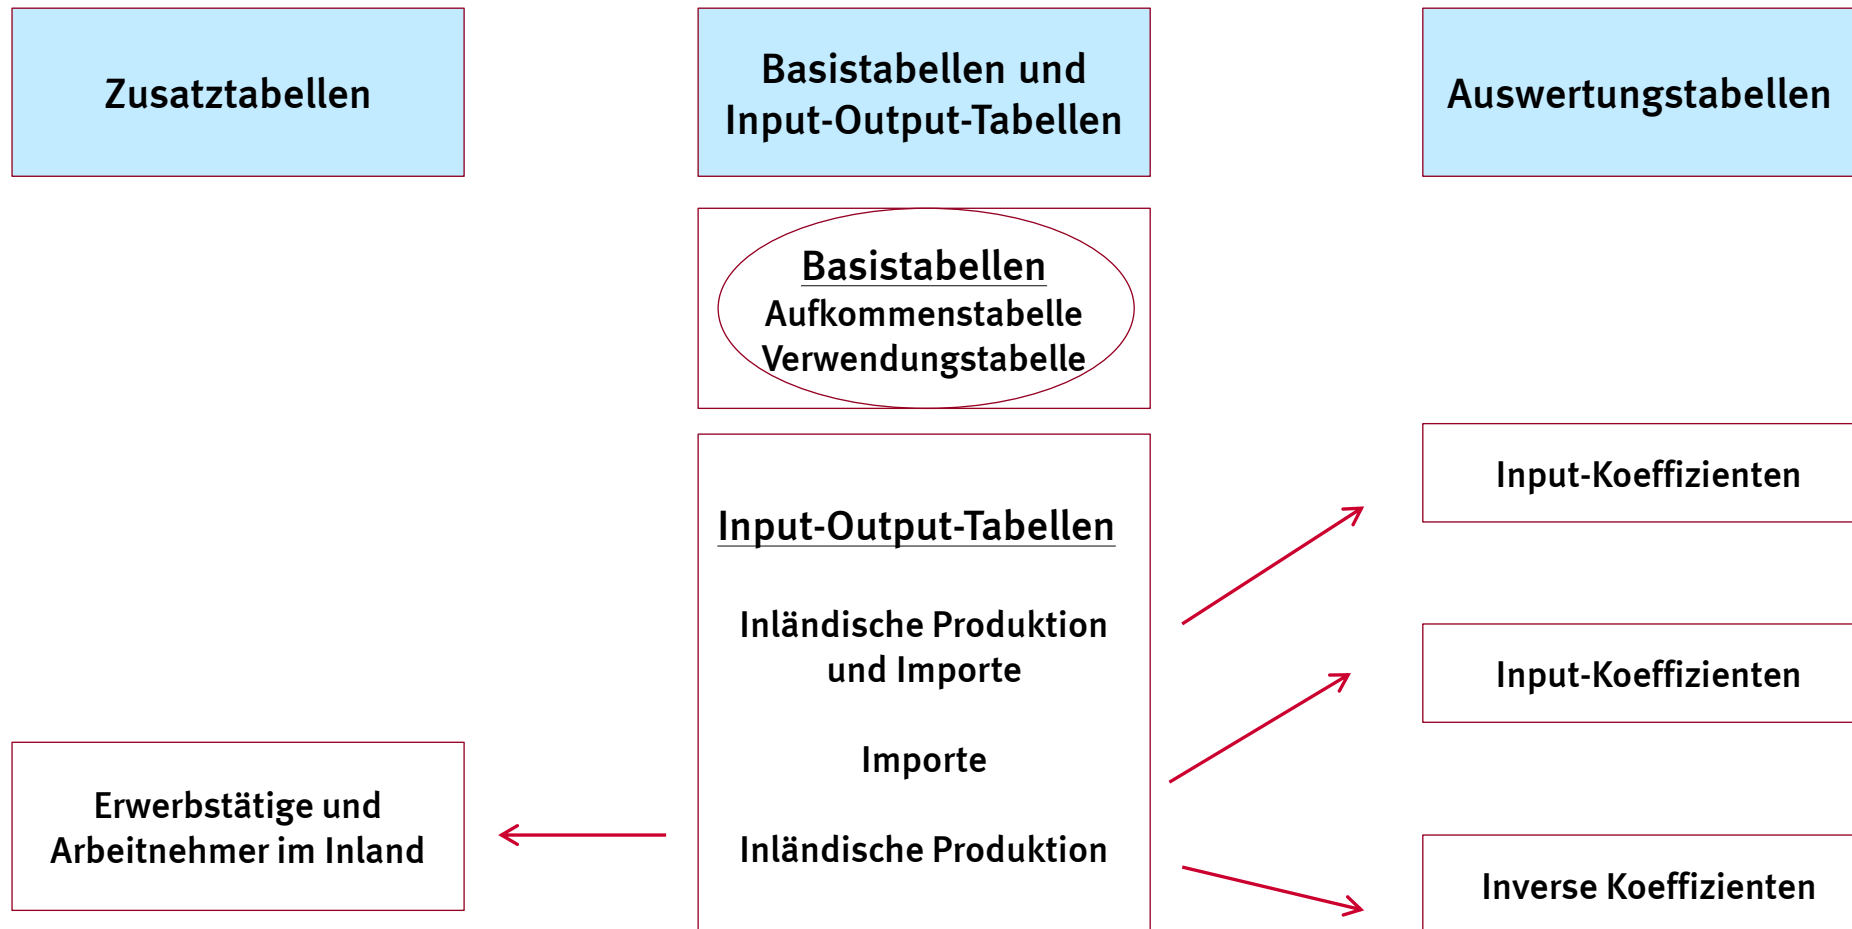 Zusatztabellen
Basistabellen und
Input-Output-Tabellen
Auswertungstabellen
Basistabellen
Aufkommenstabelle
Verwendungstabelle
Input-Output-Tabellen
Inländische Produktion
und Importe
Importe
Inländische Produktion
Erwerbstätige und
Arbeitnehmer im Inland
Input-Koeffizienten
Input-Koeffizienten
Inverse Koeffizienten